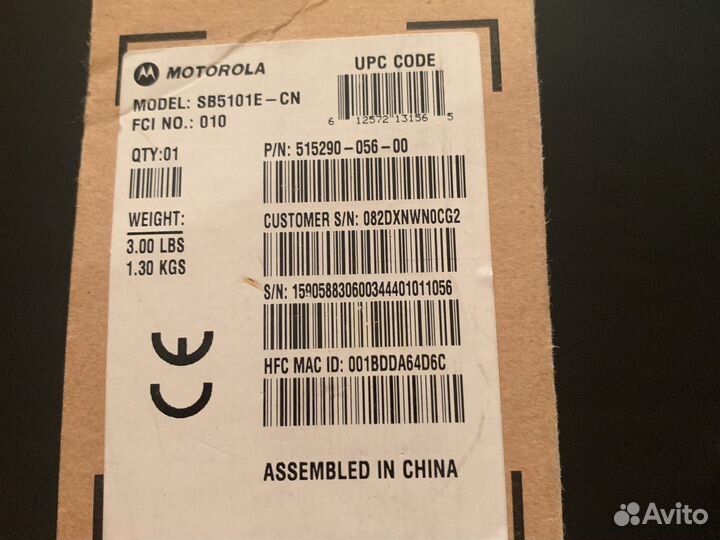 MOTOROLA
UPC CODE
MODEL: SB5101E-CN
FCI NO.: 010
6 12572 13156 5
QTY:01
P/N: 515290-056-00
WEIGHT:
3.00 LBS
1.30 KGS
CUSTOMER S/N: 082DXNWN0CG2
S/N: 159058830600344401011056
HFC MAC ID: 001BDDA64D6C
CE
ASSEMBLED IN CHINA
Avito